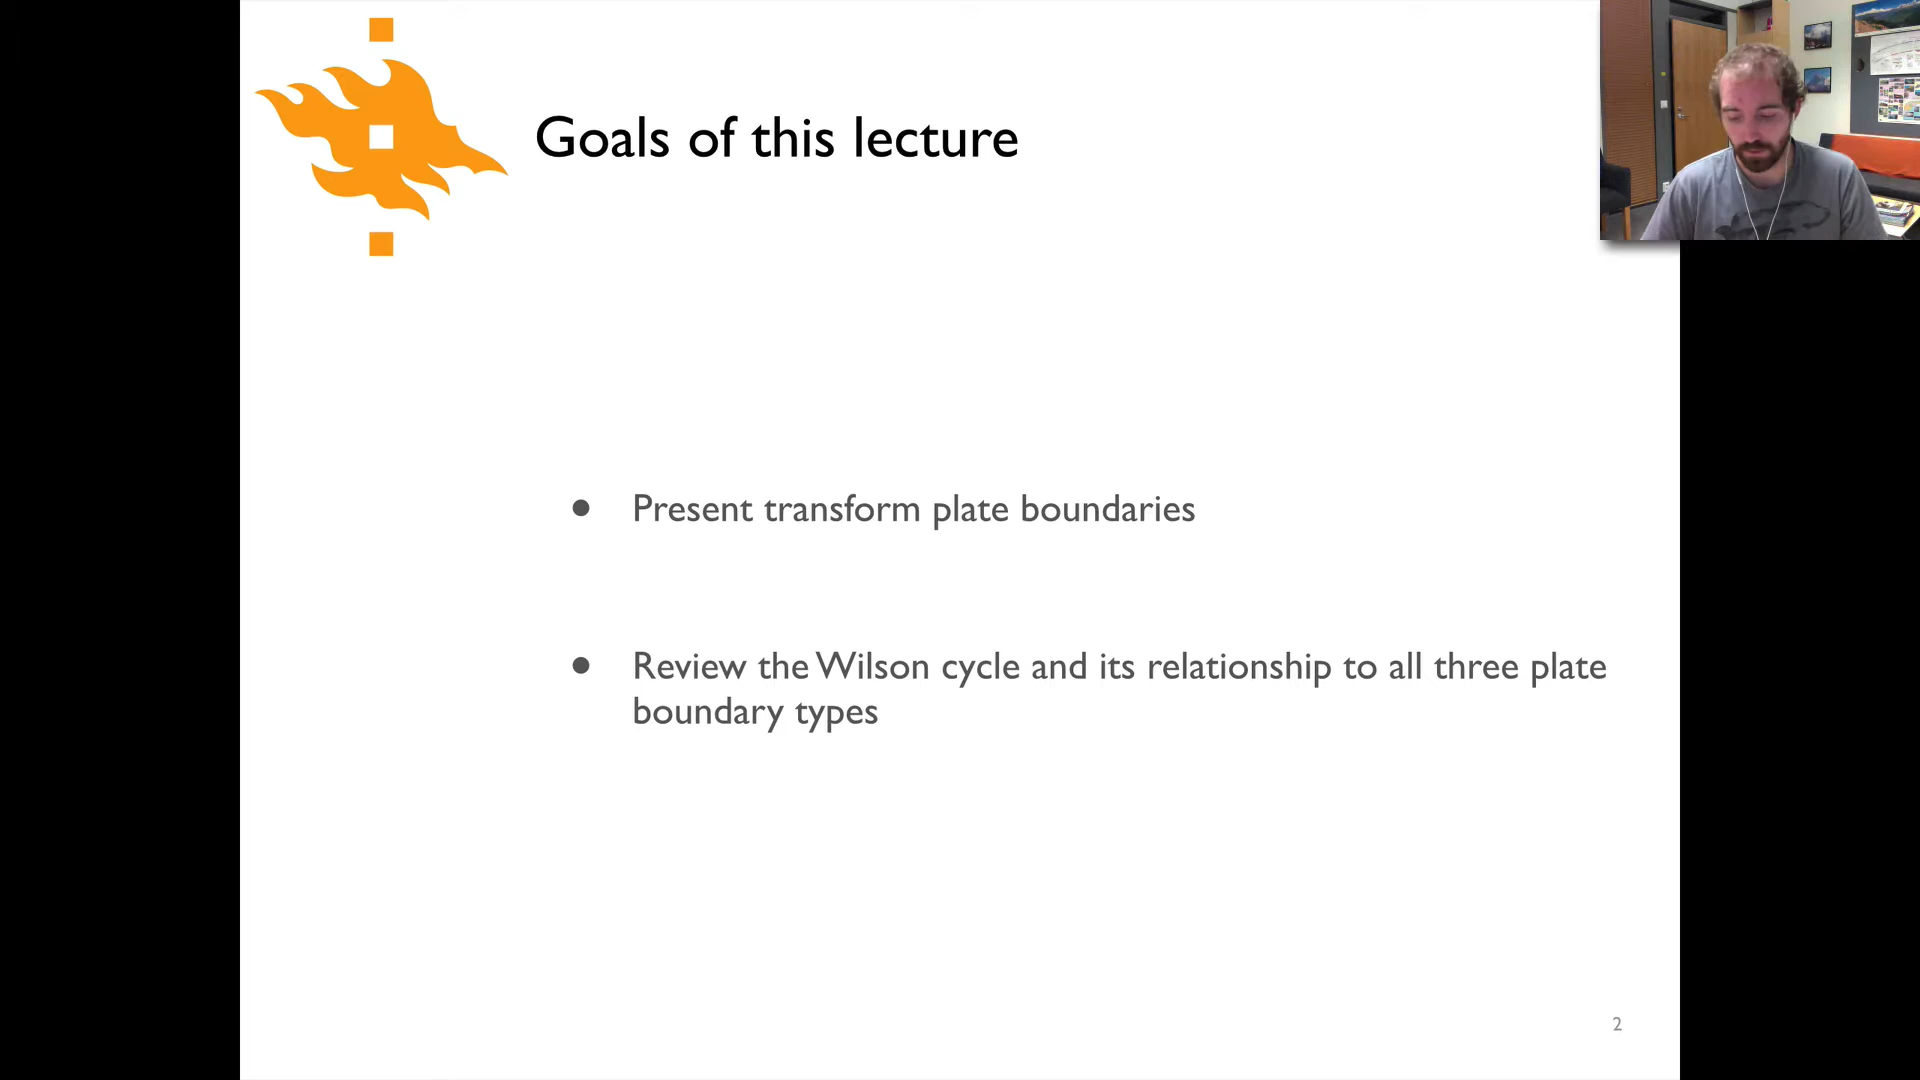 Goals of this lecture
● Present transform plate boundaries
● Review the Wilson cycle and its relationship to all three plate
boundary types
2